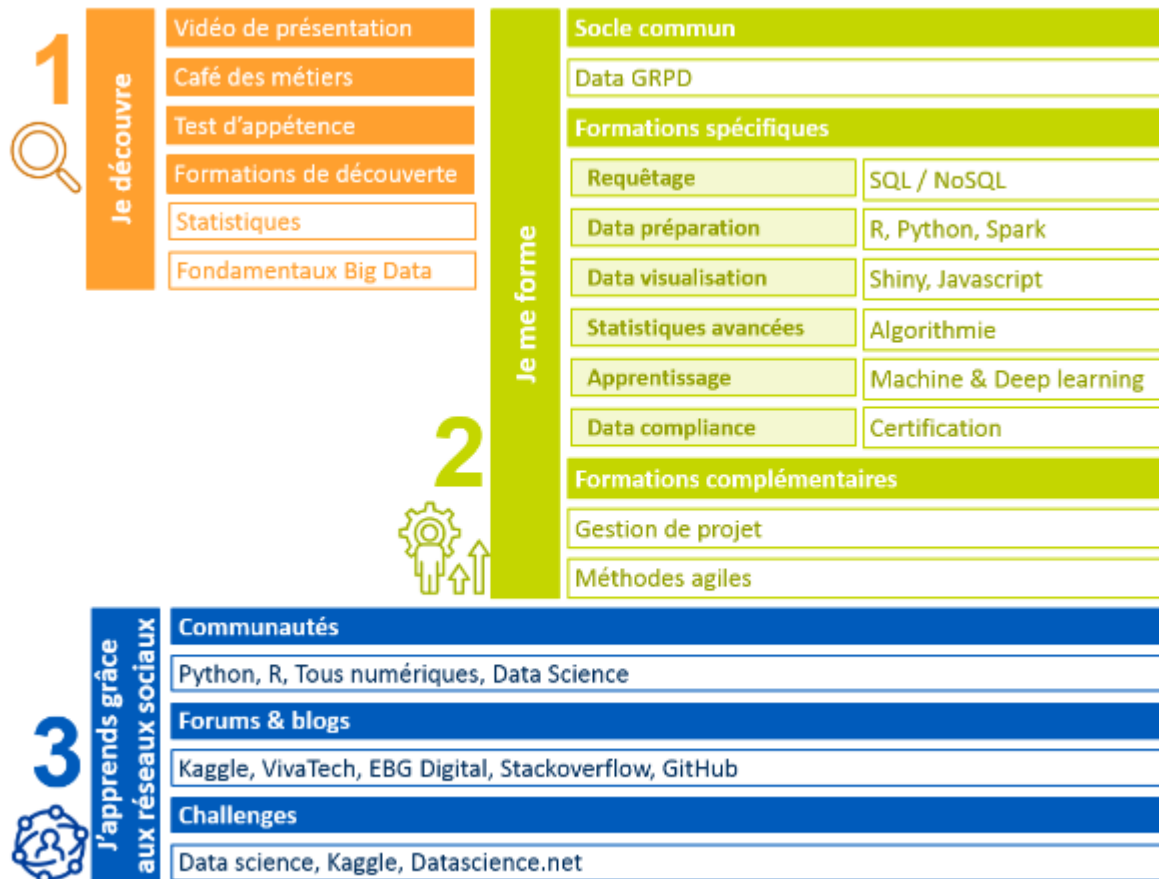 1
Je découvre
Vidéo de présentation
Café des métiers
Test d'appétence
Formations de découverte
Statistiques
Fondamentaux Big Data
2
Je me forme
Socle commun
Data GRPD
Formations spécifiques
Requêtage SQL / NoSQL
Data préparation R, Python, Spark
Data visualisation Shiny, Javascript
Statistiques avancées Algorithmie
Apprentissage Machine & Deep learning
Data compliance Certification
Formations complémentaires
Gestion de projet
Méthodes agiles
3
J'apprends grâce
aux réseaux sociaux
Communautés
Python, R, Tous numériques, Data Science
Forums & blogs
Kaggle, VivaTech, EBG Digital, Stackoverflow, GitHub
Challenges
Data science, Kaggle, Datascience.net